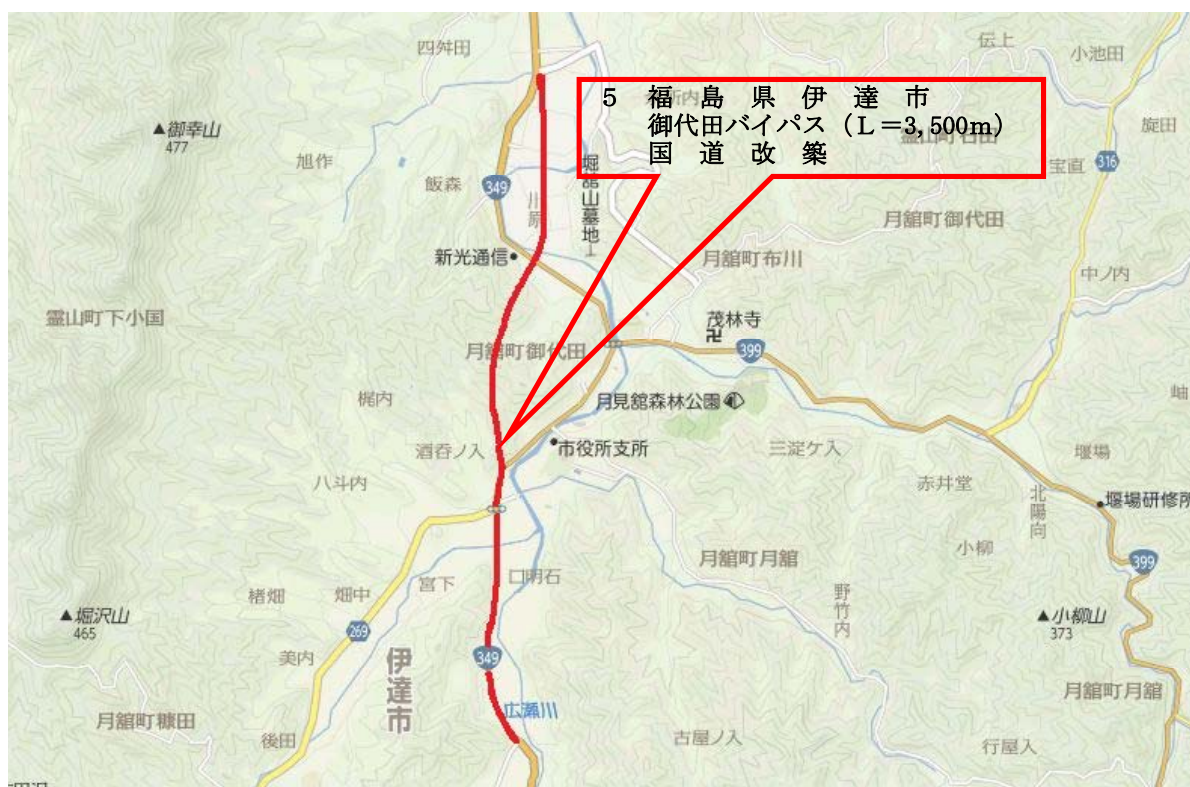 四舛田
伝上
小池田
5 福島県伊達市
御代田バイパス（L＝3,500m）
国道改築
霊山町石田
旋田
▲御幸山
477
旭作
飯森
349
川原
宝直
316
月舘町御代田
新光通信
月舘町布川
中ノ内
霊山町下小国
茂林寺
月舘町御代田
399
梶内
月見舘森林公園
酒呑ノ入
市役所支所
三淀ケ入
堰場
八斗内
赤井堂
北陽向
堰場研修所
小柳
399
楮畑
畑中
宮下
口明石
月舘町月舘
野竹内
▲堀沢山
465
269
▲小柳山
373
美内
伊達市
349
月舘町糠田
広瀬川
月舘町月舘
後田
古屋ノ入
行屋入